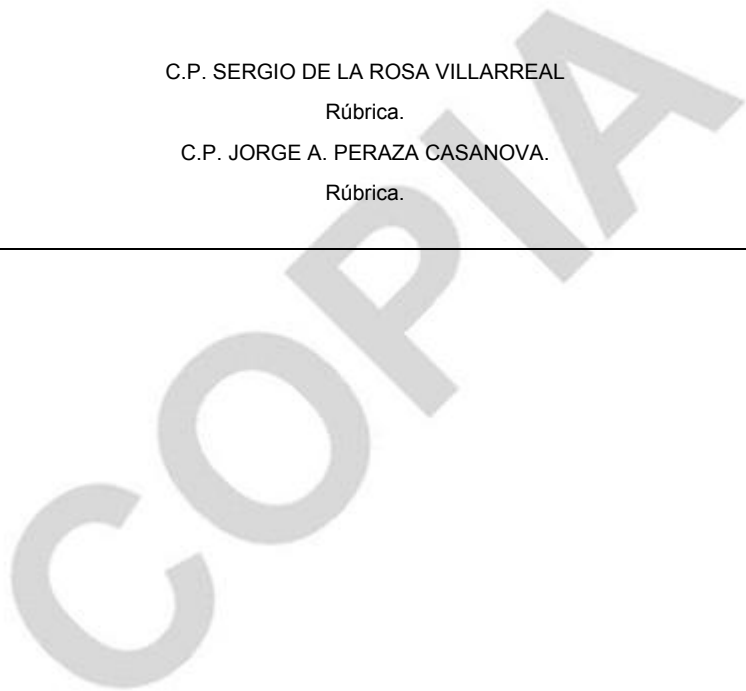 C.P. SERGIO DE LA ROSA VILLARREAL
Rúbrica.
C.P. JORGE A. PERAZA CASANOVA.
Rúbrica.
COPIA